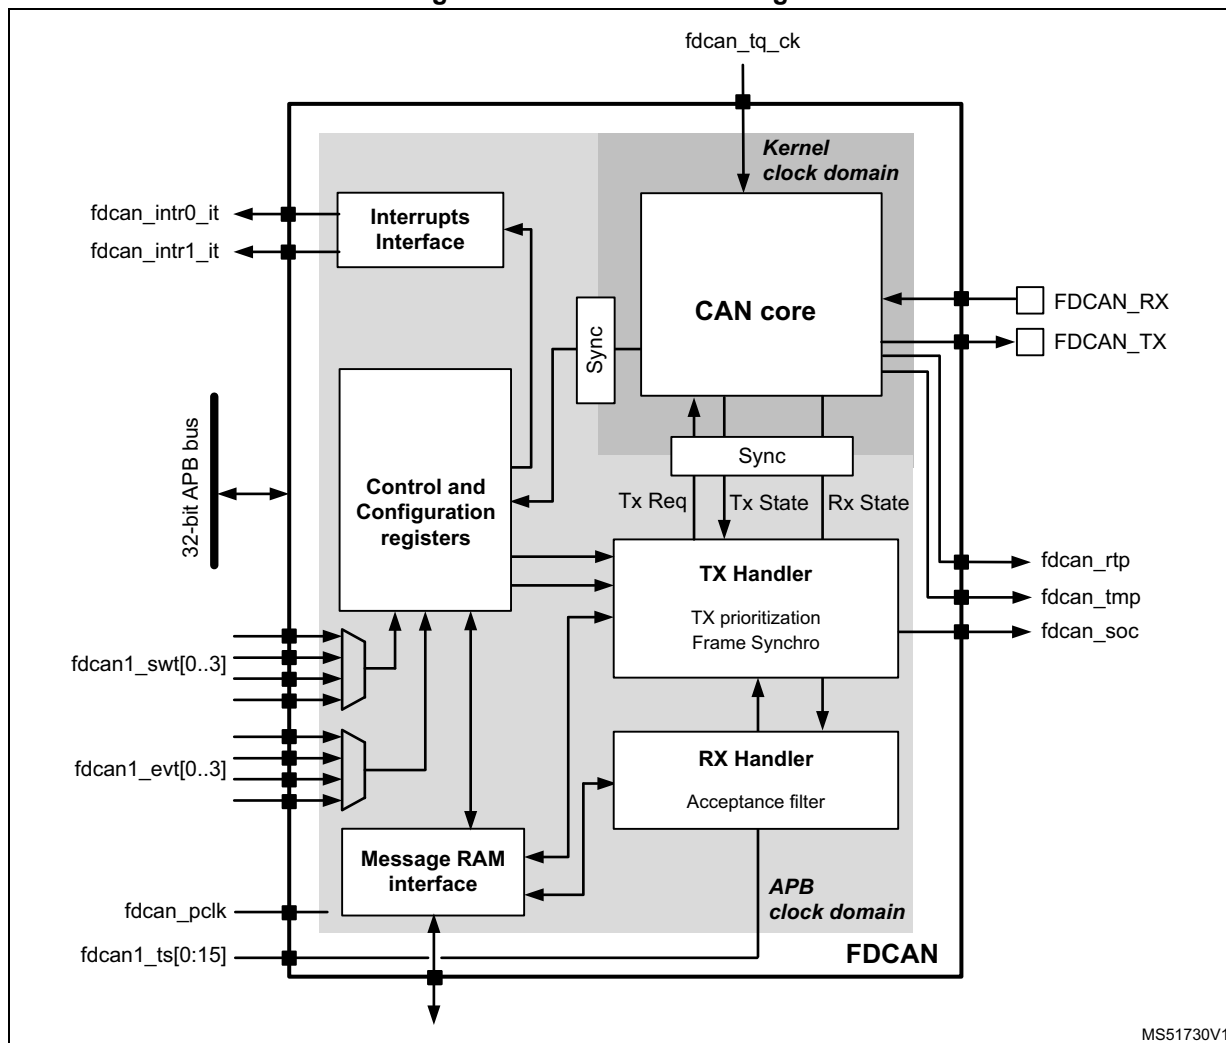 fdcan_tq_ck
Kernel
clock domain
fdcan_intr0_it
fdcan_intr1_it
Interrupts
Interface
CAN core
Sync
FDCAN_RX
FDCAN_TX
32-bit APB bus
Control and
Configuration
registers
Sync
Tx Req
Tx State
Rx State
TX Handler
TX prioritization
Frame Synchro
fdcan_rtp
fdcan_tmp
fdcan_soc
fdcan1_swt[0..3]
fdcan1_evt[0..3]
RX Handler
Acceptance filter
Message RAM
interface
APB
clock domain
fdcan_pclk
fdcan1_ts[0:15]
FDCAN
MS51730V1